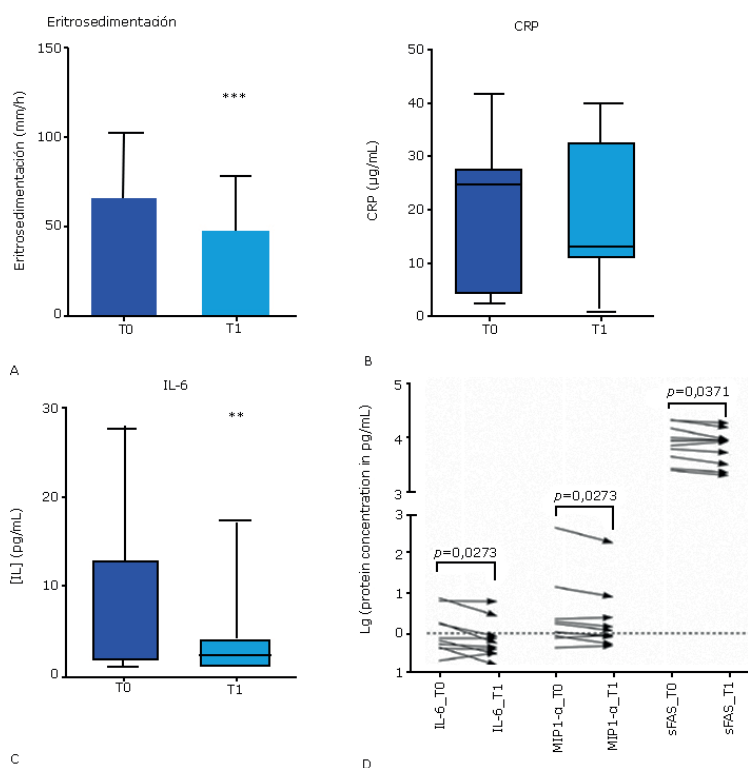 Eritrosedimentación
Eritrosedimentación (mm/h)
150
100
50
0
***
T0
T1
A
CRP
CRP (µg/mL)
50
40
30
20
10
0
T0
T1
B
IL-6
[IL] (pg/mL)
30
20
10
0
**
T0
T1
C
Lg (protein concentration in pg/mL)
5
4
3
3
2
1
0
1
p=0,0273
p=0,0273
p=0,0371
IL-6_T0
IL-6_T1
MIP1-α_T0
MIP1-α_T1
sFAS_T0
sFAS_T1
D